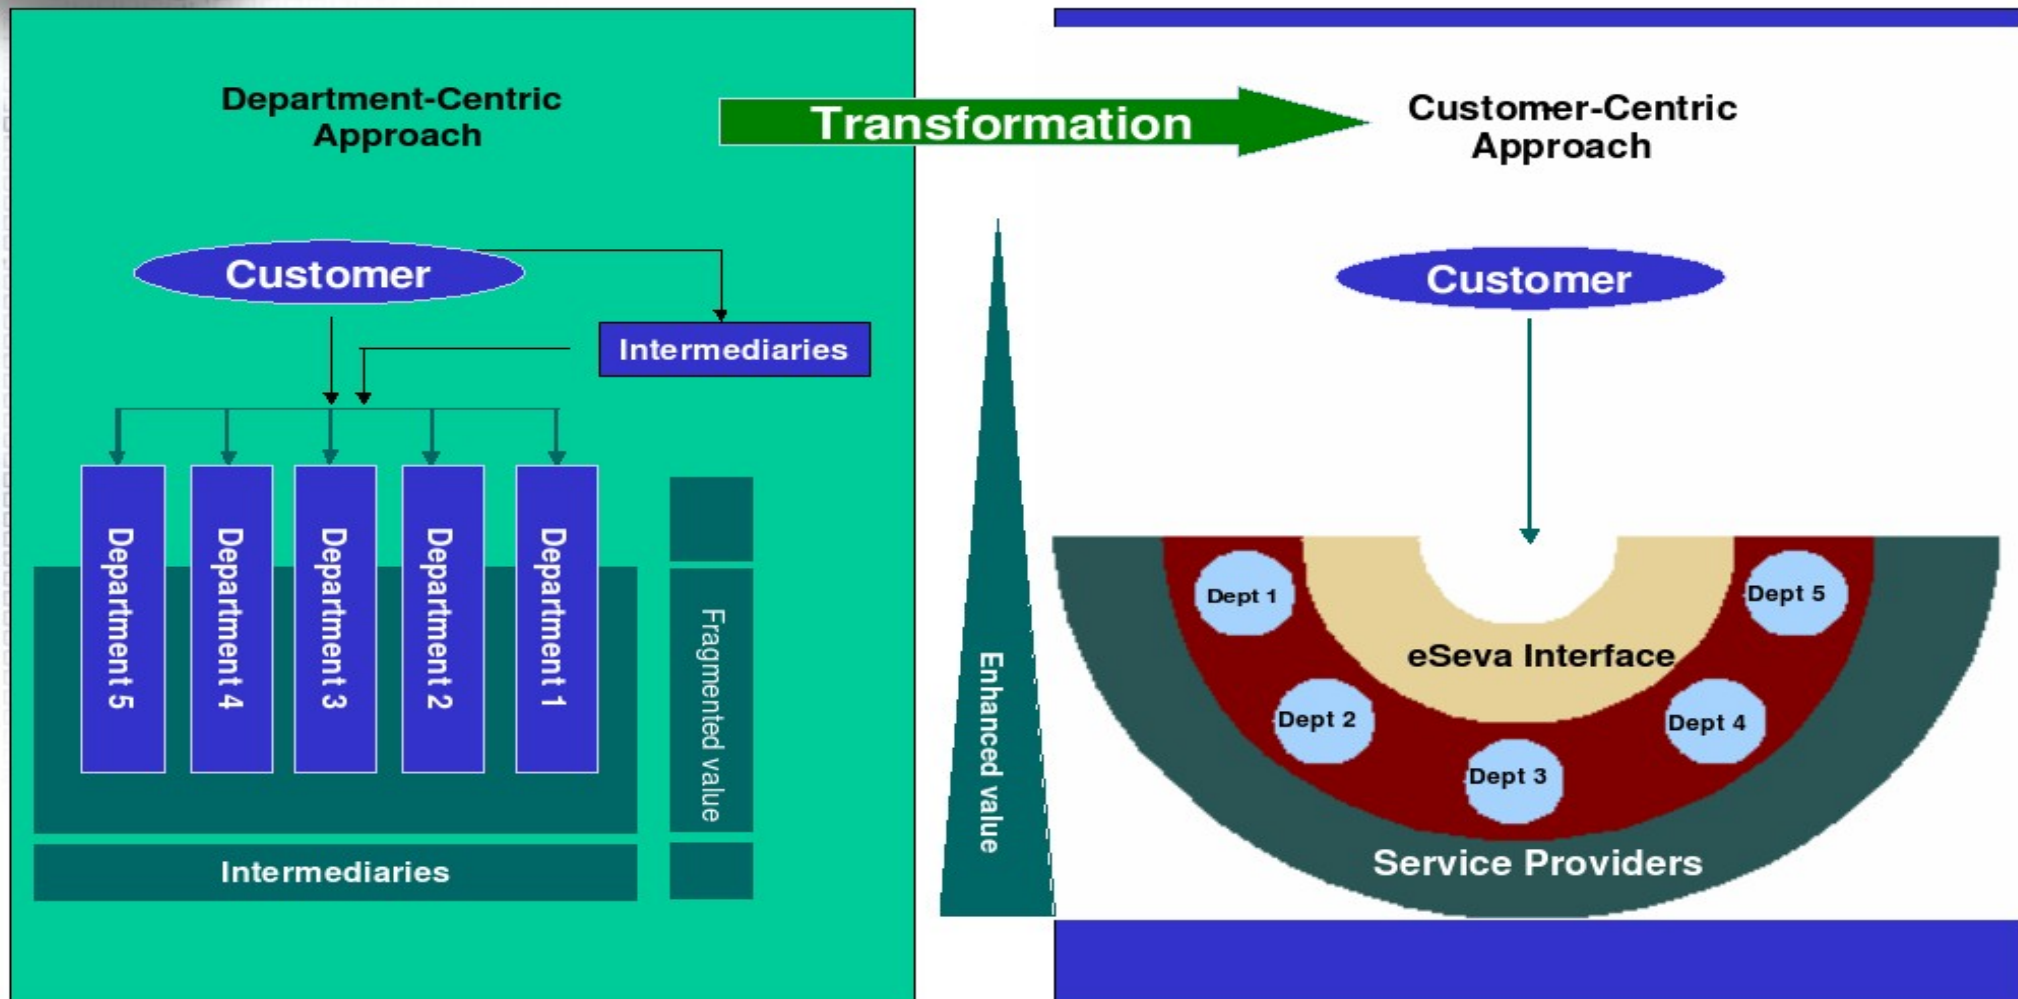 Department-Centric
Approach
Transformation
Customer-Centric
Approach
Customer
Intermediaries
Department 5
Department 4
Department 3
Department 2
Department 1
Fragmented value
Intermediaries
Enhanced value
Customer
Dept 1
Dept 5
eSeva Interface
Dept 2
Dept 4
Dept 3
Service Providers